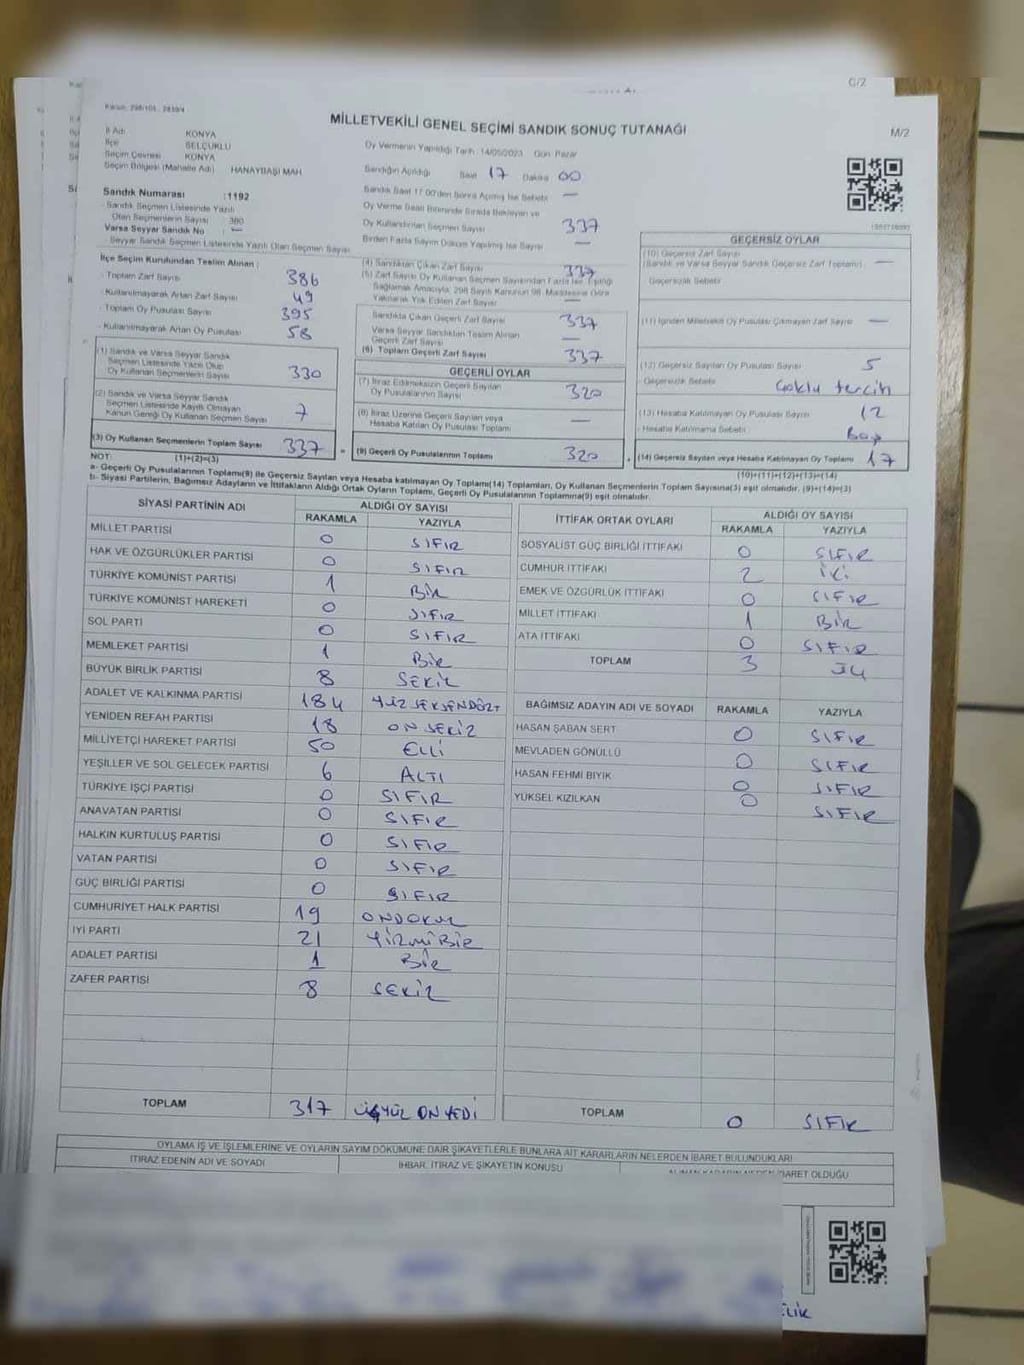 G/2
Kanun: 298/105 - 2839/4
MİLLETVEKİLİ GENEL SEÇİMİ SANDIK SONUÇ TUTANAĞI
M/2
İl Adı KONYA
İlçe SELÇUKLU
Seçim Çevresi KONYA
Seçim Bölgesi (Mahalle Adı) HANAYBAŞI MAH.
Oy Vermenin Yapıldığı Tarih: 14/05/2023 Gün: Pazar
Sandığın Açıldığı Saat 17 Dakika 00
Sandık Numarası :1192
Sandık Seçmen Listesinde Yazılı
Olan Seçmenlerin Sayısı 380
Varsa Seyyar Sandık No —
Seyyar Sandık Seçmen Listesinde Yazılı Olan Seçmen Sayısı
Sandık Saat 17.00'den Sonra Açılmış İse Sebebi —
Oy Verme Saati Bitiminde Sırada Bekleyen ve
Oy Kullandırılan Seçmen Sayısı 337
Birden Fazla Sayım Döküm Yapılmış İse Sayısı —
İlçe Seçim Kurulundan Teslim Alınan :
Toplam Zarf Sayısı 386
Kullanılmayarak Artan Zarf Sayısı 49
Toplam Oy Pusulası Sayısı 395
Kullanılmayarak Artan Oy Pusulası 58
(4) Sandıktan Çıkan Zarf Sayısı 337
(5) Zarf Sayısı Oy Kullanan Seçmen Sayısından Fazla İse, Eşitliği
Sağlamak Amacıyla, 298 Sayılı Kanunun 98. Maddesine Göre
Yakılarak Yok Edilen Zarf Sayısı —
Sandıkta Çıkan Geçerli Zarf Sayısı 337
Varsa Seyyar Sandıktan Teslim Alınan
Geçerli Zarf Sayısı —
(6) Toplam Geçerli Zarf Sayısı 337
GEÇERSİZ OYLAR
(10) Geçersiz Zarf Sayısı
(Sandık ve Varsa Seyyar Sandık Geçersiz Zarf Toplamı) —
Geçersizlik Sebebi
(11) İçinden Milletvekili Oy Pusulası Çıkmayan Zarf Sayısı —
(12) Geçersiz Sayılan Oy Pusulası Sayısı 5
Geçersizlik Sebebi Çoklu tercih
(13) Hesaba Katılmayan Oy Pusulası Sayısı 12
Hesaba Katılmama Sebebi Boş
(14) Geçersiz Sayılan veya Hesaba Katılmayan Oy Toplamı 17
(10)+(11)+(12)+(13)=(14)
(1) Sandık ve Varsa Seyyar Sandık
Seçmen Listesinde Yazılı Olup
Oy Kullanan Seçmenlerin Sayısı 330
(2) Sandık ve Varsa Seyyar Sandık
Seçmen Listesinde Kayıtlı Olmayan
Kanun Gereği Oy Kullanan Seçmen Sayısı 7
(3) Oy Kullanan Seçmenlerin Toplam Sayısı 337
(1)+(2)=(3)
GEÇERLİ OYLAR
(7) İtiraz Edilmeksizin Geçerli Sayılan
Oy Pusulalarının Sayısı 320
(8) İtiraz Üzerine Geçerli Sayılan veya
Hesaba Katılan Oy Pusulası Toplamı —
= (9) Geçerli Oy Pusulalarının Toplamı 320 +
NOT:
a- Geçerli Oy Pusulalarının Toplamı(9) ile Geçersiz Sayılan veya Hesaba katılmayan Oy Toplamı(14) Toplamları, Oy Kullanan Seçmenlerin Toplam Sayısına(3) eşit olmalıdır. (9)+(14)=(3)
b- Siyasi Partilerin, Bağımsız Adayların ve İttifakların Aldığı Ortak Oyların Toplamı, Geçerli Oy Pusulalarının Toplamına(9) eşit olmalıdır.
SİYASİ PARTİNİN ADI ALDIĞI OY SAYISI
RAKAMLA YAZIYLA
MİLLET PARTİSİ 0 SIFIR
HAK VE ÖZGÜRLÜKLER PARTİSİ 0 SIFIR
TÜRKİYE KOMÜNİST PARTİSİ 1 BİR
TÜRKİYE KOMÜNİST HAREKETİ 0 SIFIR
SOL PARTİ 0 SIFIR
MEMLEKET PARTİSİ 1 BİR
BÜYÜK BİRLİK PARTİSİ 8 SEKİZ
ADALET VE KALKINMA PARTİSİ 184 YÜZ SEKSENDÖRT
YENİDEN REFAH PARTİSİ 18 ON SEKİZ
MİLLİYETÇİ HAREKET PARTİSİ 50 ELLİ
YEŞİLLER VE SOL GELECEK PARTİSİ 6 ALTI
TÜRKİYE İŞÇİ PARTİSİ 0 SIFIR
ANAVATAN PARTİSİ 0 SIFIR
HALKIN KURTULUŞ PARTİSİ 0 SIFIR
VATAN PARTİSİ 0 SIFIR
GÜÇ BİRLİĞİ PARTİSİ 0 SIFIR
CUMHURİYET HALK PARTİSİ 19 ONDOKUZ
İYİ PARTİ 21 YİRMİBİR
ADALET PARTİSİ 1 BİR
ZAFER PARTİSİ 8 SEKİZ
TOPLAM 317 ÜÇYÜZ ON YEDİ
İTTİFAK ORTAK OYLARI ALDIĞI OY SAYISI
RAKAMLA YAZIYLA
SOSYALİST GÜÇ BİRLİĞİ İTTİFAKI 0 SIFIR
CUMHUR İTTİFAKI 2 İKİ
EMEK VE ÖZGÜRLÜK İTTİFAKI 0 SIFIR
MİLLET İTTİFAKI 1 BİR
ATA İTTİFAKI 0 SIFIR
TOPLAM 3 ÜÇ
BAĞIMSIZ ADAYIN ADI VE SOYADI RAKAMLA YAZIYLA
HASAN ŞABAN SERT 0 SIFIR
MEVLADEN GÖNÜLLÜ 0 SIFIR
HASAN FEHMİ BIYIK 0 SIFIR
YÜKSEL KIZILKAN 0 SIFIR
TOPLAM 0 SIFIR
OYLAMA İŞ VE İŞLEMLERİNE VE OYLARIN SAYIM DÖKÜMÜNE DAİR ŞİKAYETLERLE BUNLARA AİT KARARLARIN NELERDEN İBARET BULUNDUKLARI
İTİRAZ EDENİN ADI VE SOYADI İHBAR, İTİRAZ VE ŞİKAYETİN KONUSU ALINAN KARARIN NEDEN İBARET OLDUĞU
ELİK